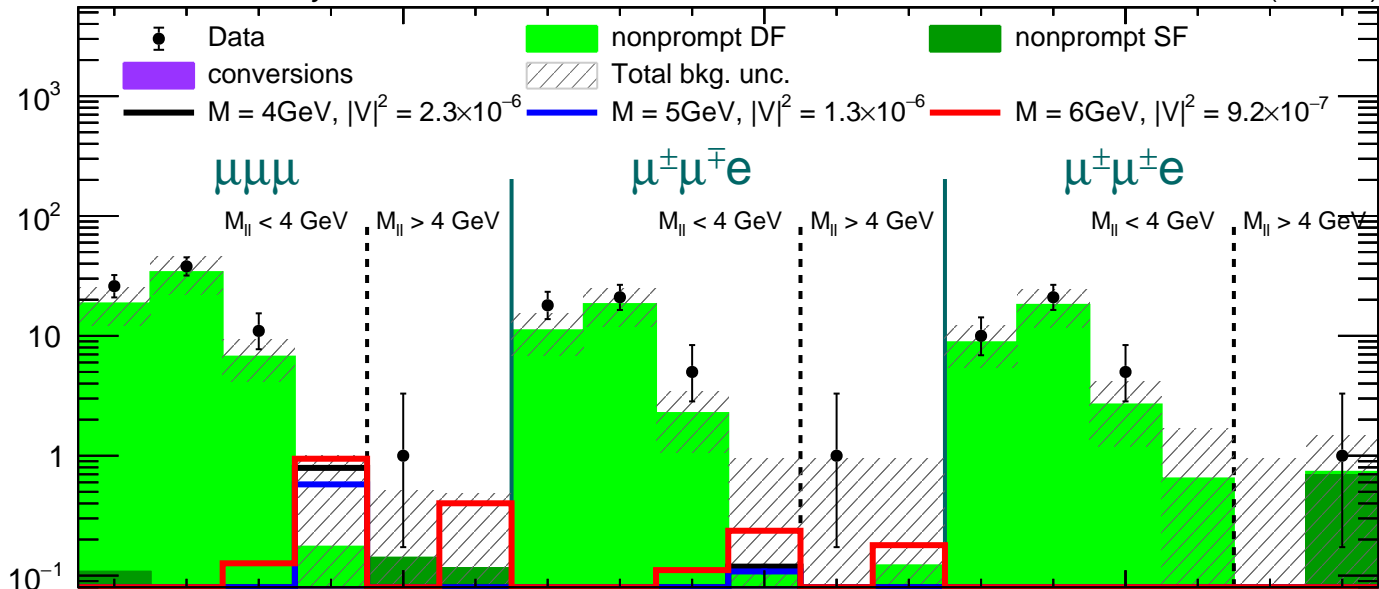 Data
nonprompt DF
nonprompt SF
conversions
Total bkg. unc.
M = 4GeV, |V|² = 2.3×10⁻⁶
M = 5GeV, |V|² = 1.3×10⁻⁶
M = 6GeV, |V|² = 9.2×10⁻⁷
μμμ
μ±μ∓e
μ±μ±e
M_ll < 4 GeV
M_ll > 4 GeV
M_ll < 4 GeV
M_ll > 4 GeV
M_ll < 4 GeV
M_ll > 4 GeV
10³
10²
10
1
10⁻¹